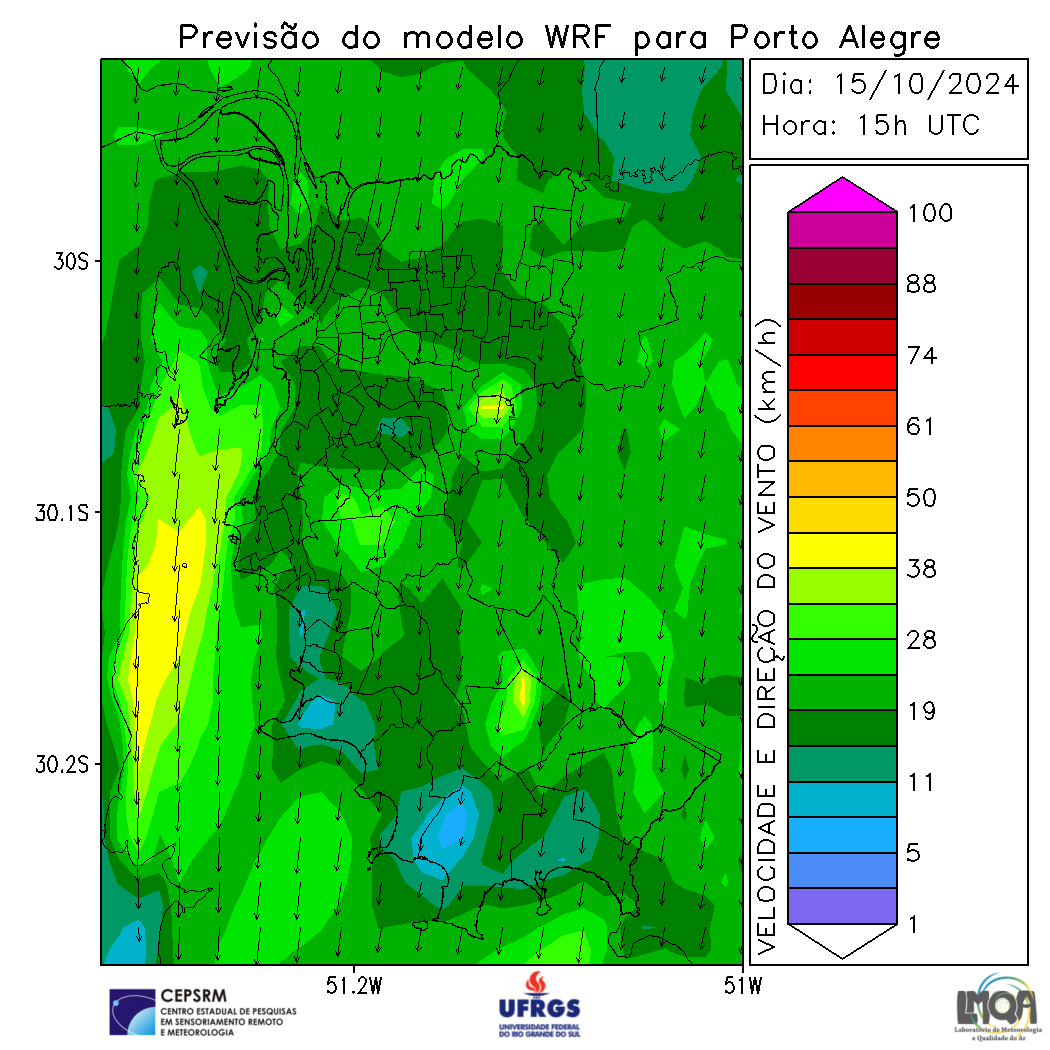 Previsão do modelo WRF para Porto Alegre
Dia: 15/10/2024
Hora: 15h UTC
30S
30.1S
30.2S
51.2W
51W
VELOCIDADE E DIREÇÃO DO VENTO (km/h)
100
88
74
61
50
38
28
19
11
5
1
CEPSRM
CENTRO ESTADUAL DE PESQUISAS
EM SENSORIAMENTO REMOTO
E METEOROLOGIA
UFRGS
UNIVERSIDADE FEDERAL
DO RIO GRANDE DO SUL
LMQA
Laboratório de Meteorologia
e Qualidade do Ar